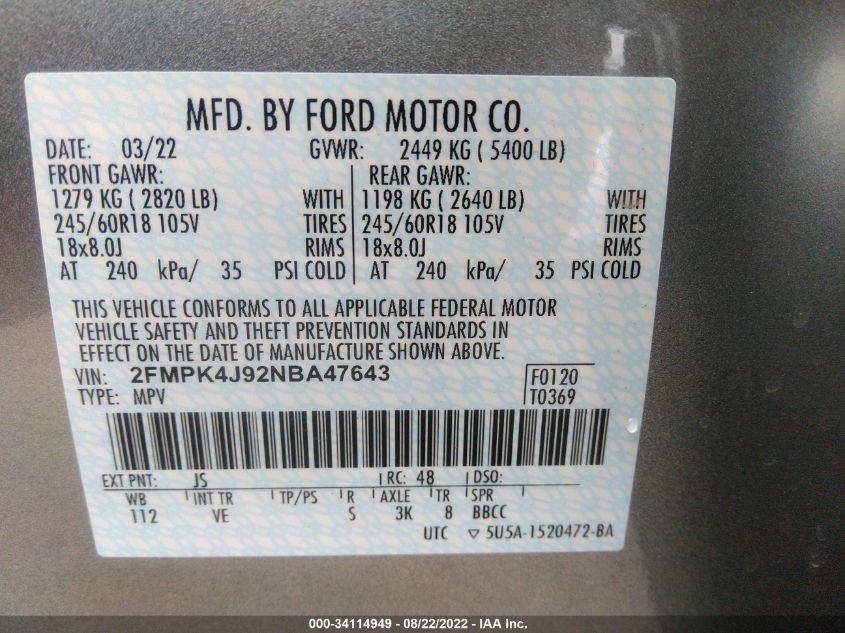 MFD. BY FORD MOTOR CO.
DATE: 03/22 GVWR: 2449 KG ( 5400 LB)
FRONT GAWR: REAR GAWR:
1279 KG ( 2820 LB) WITH 1198 KG ( 2640 LB) WITH
245/60R18 105V TIRES 245/60R18 105V TIRES
18x8.0J RIMS 18x8.0J RIMS
AT 240 kPa/ 35 PSI COLD AT 240 kPa/ 35 PSI COLD
THIS VEHICLE CONFORMS TO ALL APPLICABLE FEDERAL MOTOR
VEHICLE SAFETY AND THEFT PREVENTION STANDARDS IN
EFFECT ON THE DATE OF MANUFACTURE SHOWN ABOVE.
VIN: 2FMPK4J92NBA47643 F0120
TYPE: MPV T0369
EXT PNT: JS RC: 48 DSO:
WB INT TR TP/PS R AXLE TR SPR
112 VE S 3K 8 BBCC
UTC ▽ 5U5A-1520472-BA
000-34114949 - 08/22/2022 - IAA Inc.